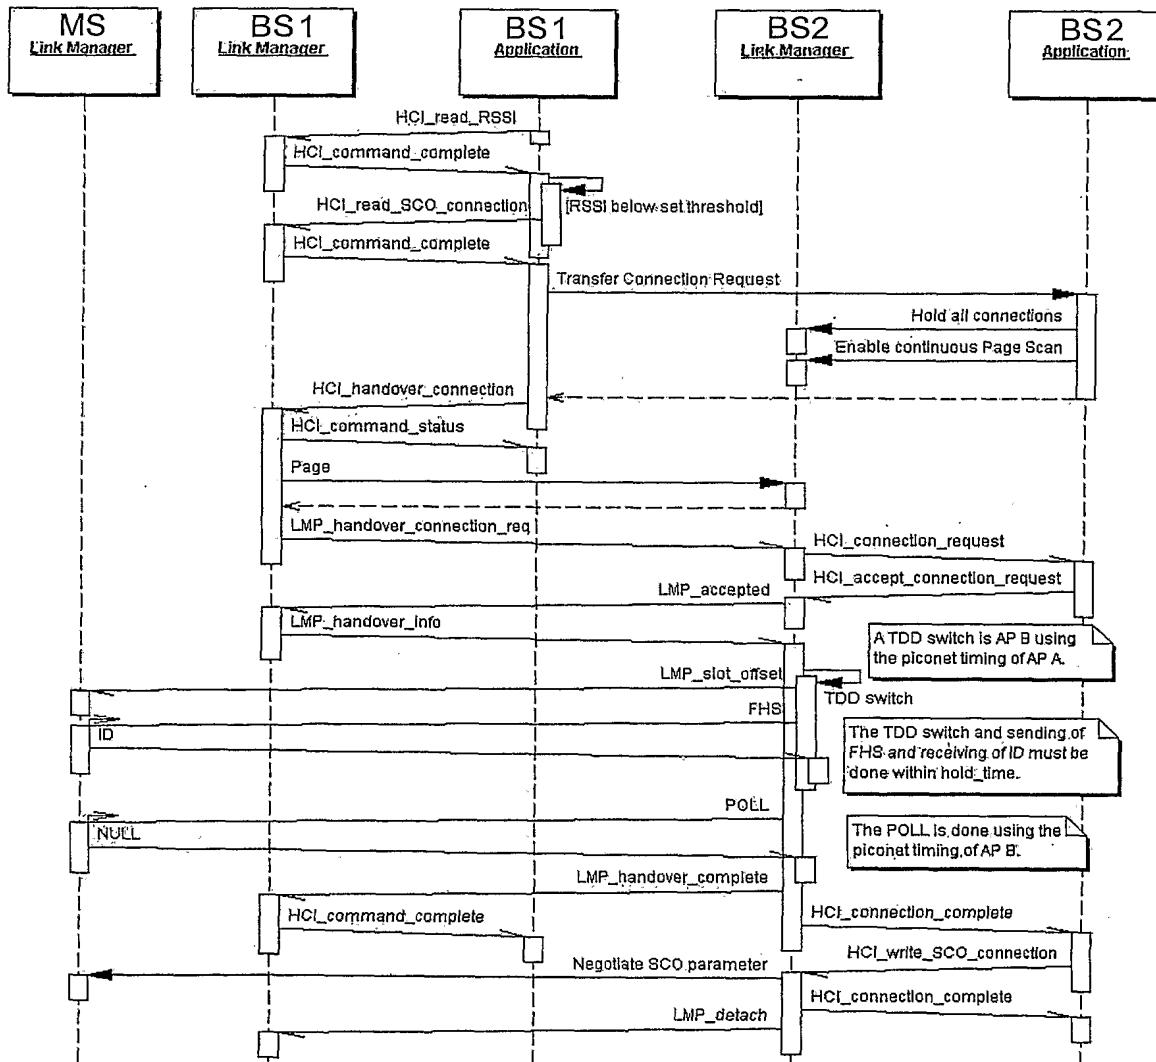 MS
Link Manager
BS1
Link Manager
BS1
Application
BS2
Link Manager
BS2
Application
HCI_read_RSSI
HCI_command_complete
HCI_read_SCO_connection
[RSSI below set threshold]
HCI_command_complete
Transfer Connection Request
Hold all connections
Enable continuous Page Scan
HCI_handover_connection
HCI_command_status
Page
LMP_handover_connection_req
HCI_connection_request
HCI_accept_connection_request
LMP_accepted
LMP_handover_info
A TDD switch is AP B using
the piconet timing of AP A.
LMP_slot_offset
TDD switch
FHS
ID
The TDD switch and sending of
FHS and receiving of ID must be
done within hold_time.
POLL
NULL
The POLL is done using the
piconet timing of AP B.
LMP_handover_complete
HCI_command_complete
HCI_connection_complete
HCI_write_SCO_connection
Negotiate SCO parameter
HCI_connection_complete
LMP_detach